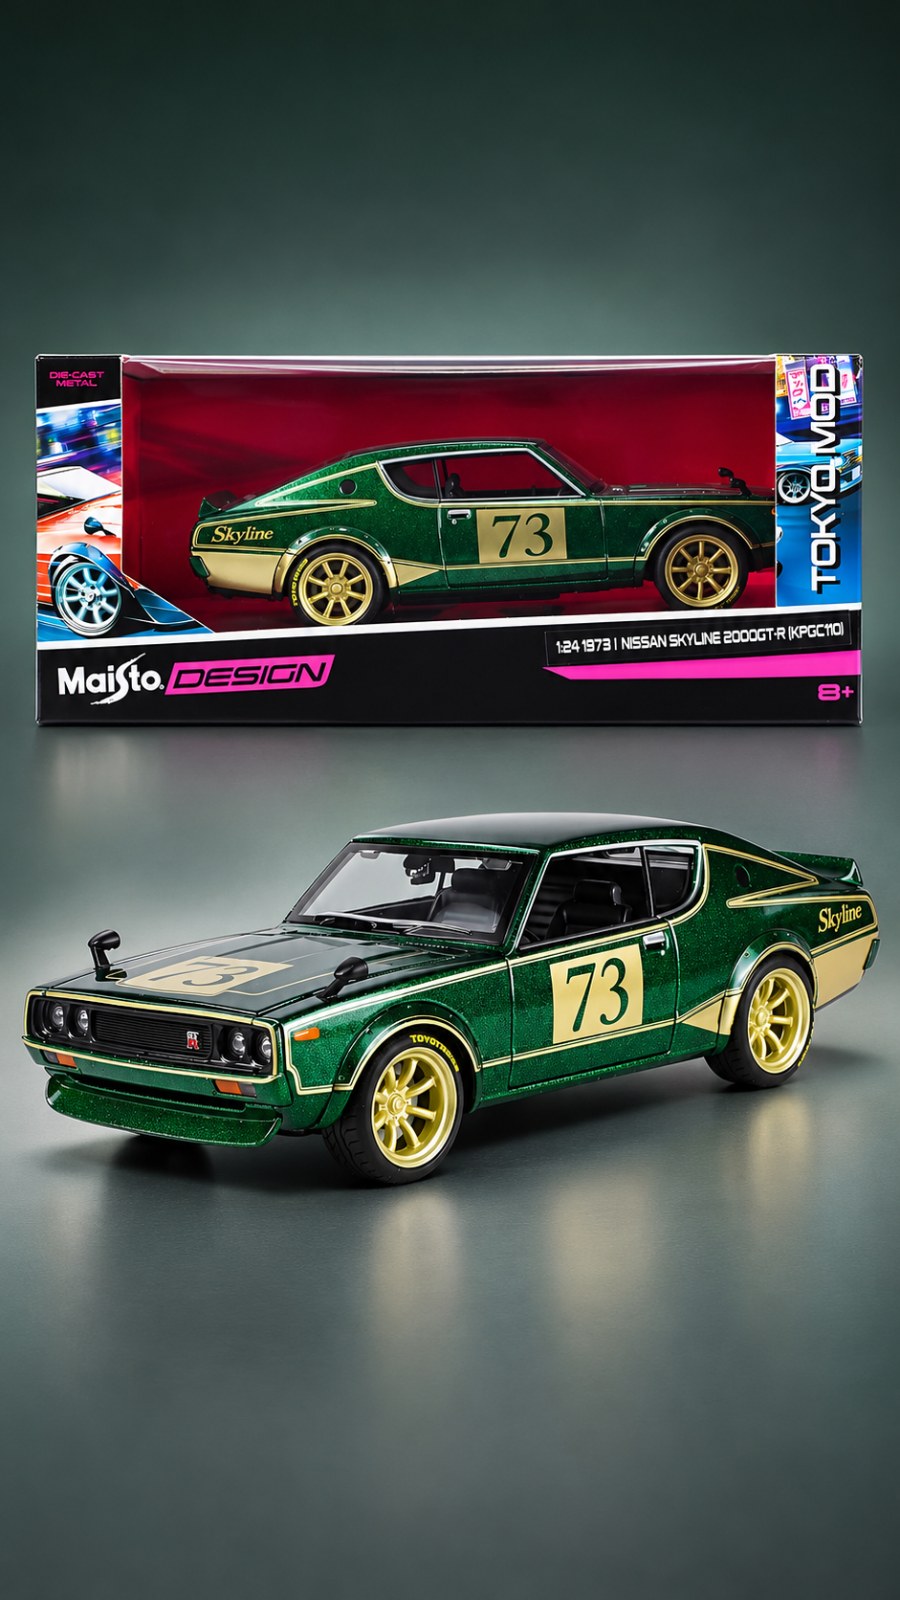 DIE-CAST
METAL
TOKYO MOD
Skyline
73
1:24 1973 | NISSAN SKYLINE 2000GT-R (KPGC110)
Maisto DESIGN
8+
73
73
Skyline
R